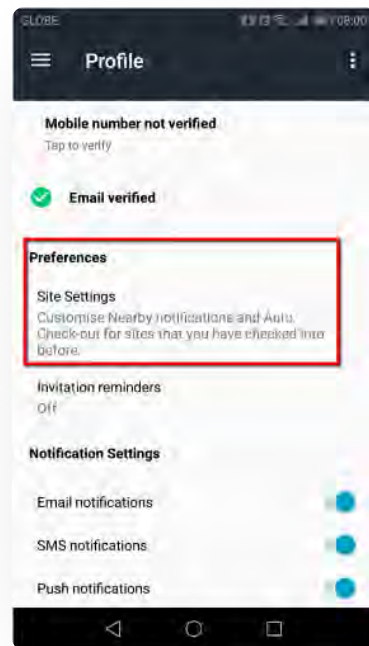 GLOBE 08:00
Profile
Mobile number not verified
Tap to verify
Email verified
Preferences
Site Settings
Customise Nearby notifications and Auto
Check-out for sites that you have checked into
before.
Invitation reminders
Off
Notification Settings
Email notifications
SMS notifications
Push notifications